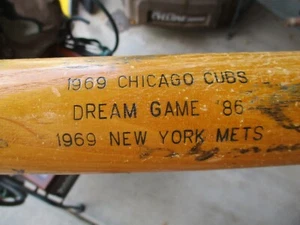 1969 CHICAGO CUBS
DREAM GAME '86
1969 NEW YORK METS